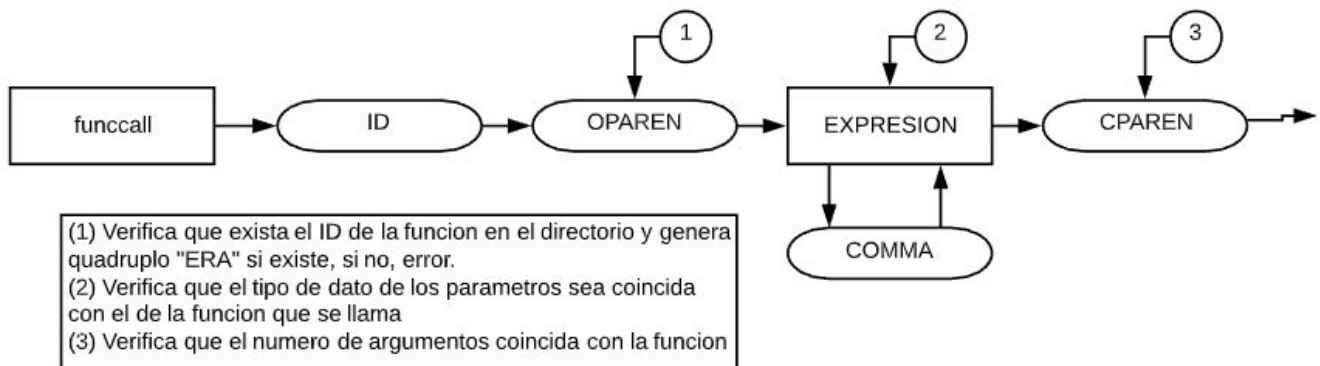 1
2
3
funccall
ID
OPAREN
EXPRESION
CPAREN
COMMA
(1) Verifica que exista el ID de la funcion en el directorio y genera
quadruplo "ERA" si existe, si no, error.
(2) Verifica que el tipo de dato de los parametros sea coincida
con el de la funcion que se llama
(3) Verifica que el numero de argumentos coincida con la funcion